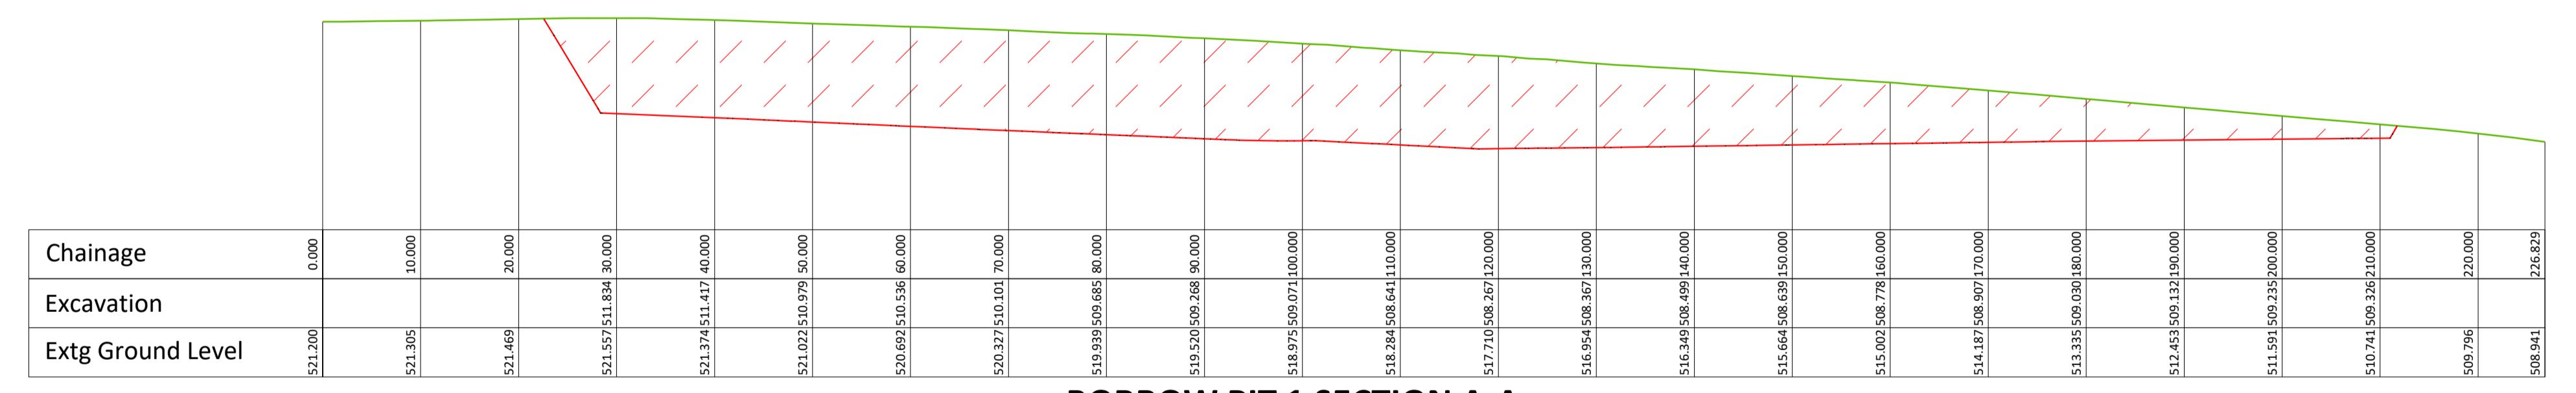 Chainage 0.000 10.000 20.000 30.000 40.000 50.000 60.000 70.000 80.000 90.000 100.000 110.000 120.000 130.000 140.000 150.000 160.000 170.000 180.000 190.000 200.000 210.000 220.000 226.829
Excavation 511.834 511.417 510.979 510.536 510.101 509.685 509.268 509.071 508.641 508.267 508.367 508.499 508.639 508.778 508.907 509.030 509.132 509.235 509.326
Extg Ground Level 521.200 521.305 521.469 521.557 521.374 521.022 520.692 520.327 519.939 519.520 518.975 518.284 517.710 516.954 516.349 515.664 515.002 514.187 513.335 512.453 511.591 510.741 509.796 508.941
BORROW PIT 1 SECTION A-A